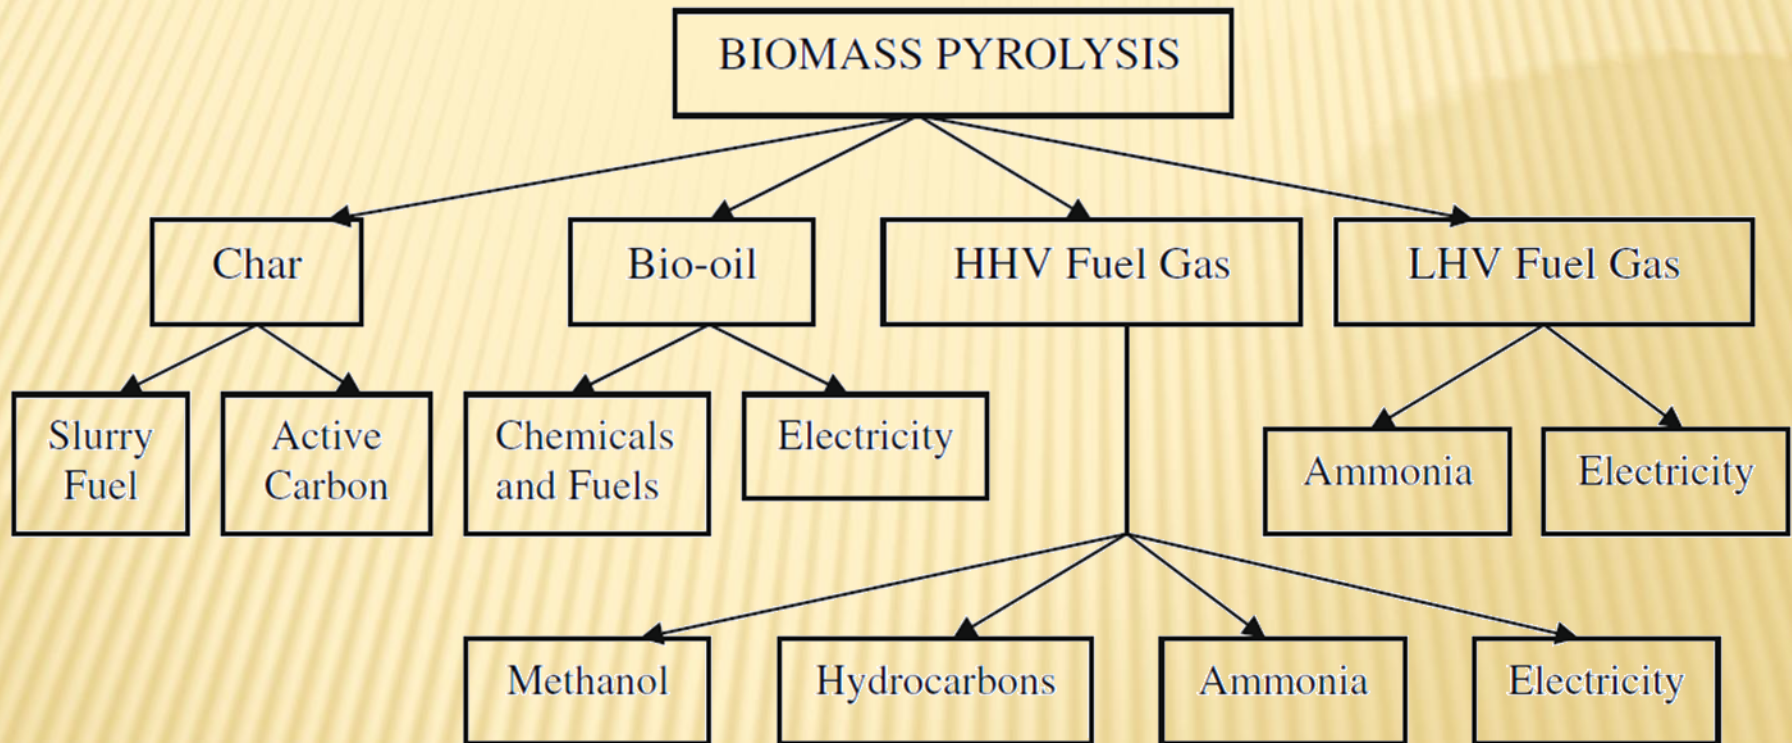 BIOMASS PYROLYSIS
Char
Bio-oil
HHV Fuel Gas
LHV Fuel Gas
Slurry
Fuel
Active
Carbon
Chemicals
and Fuels
Electricity
Ammonia
Electricity
Methanol
Hydrocarbons
Ammonia
Electricity